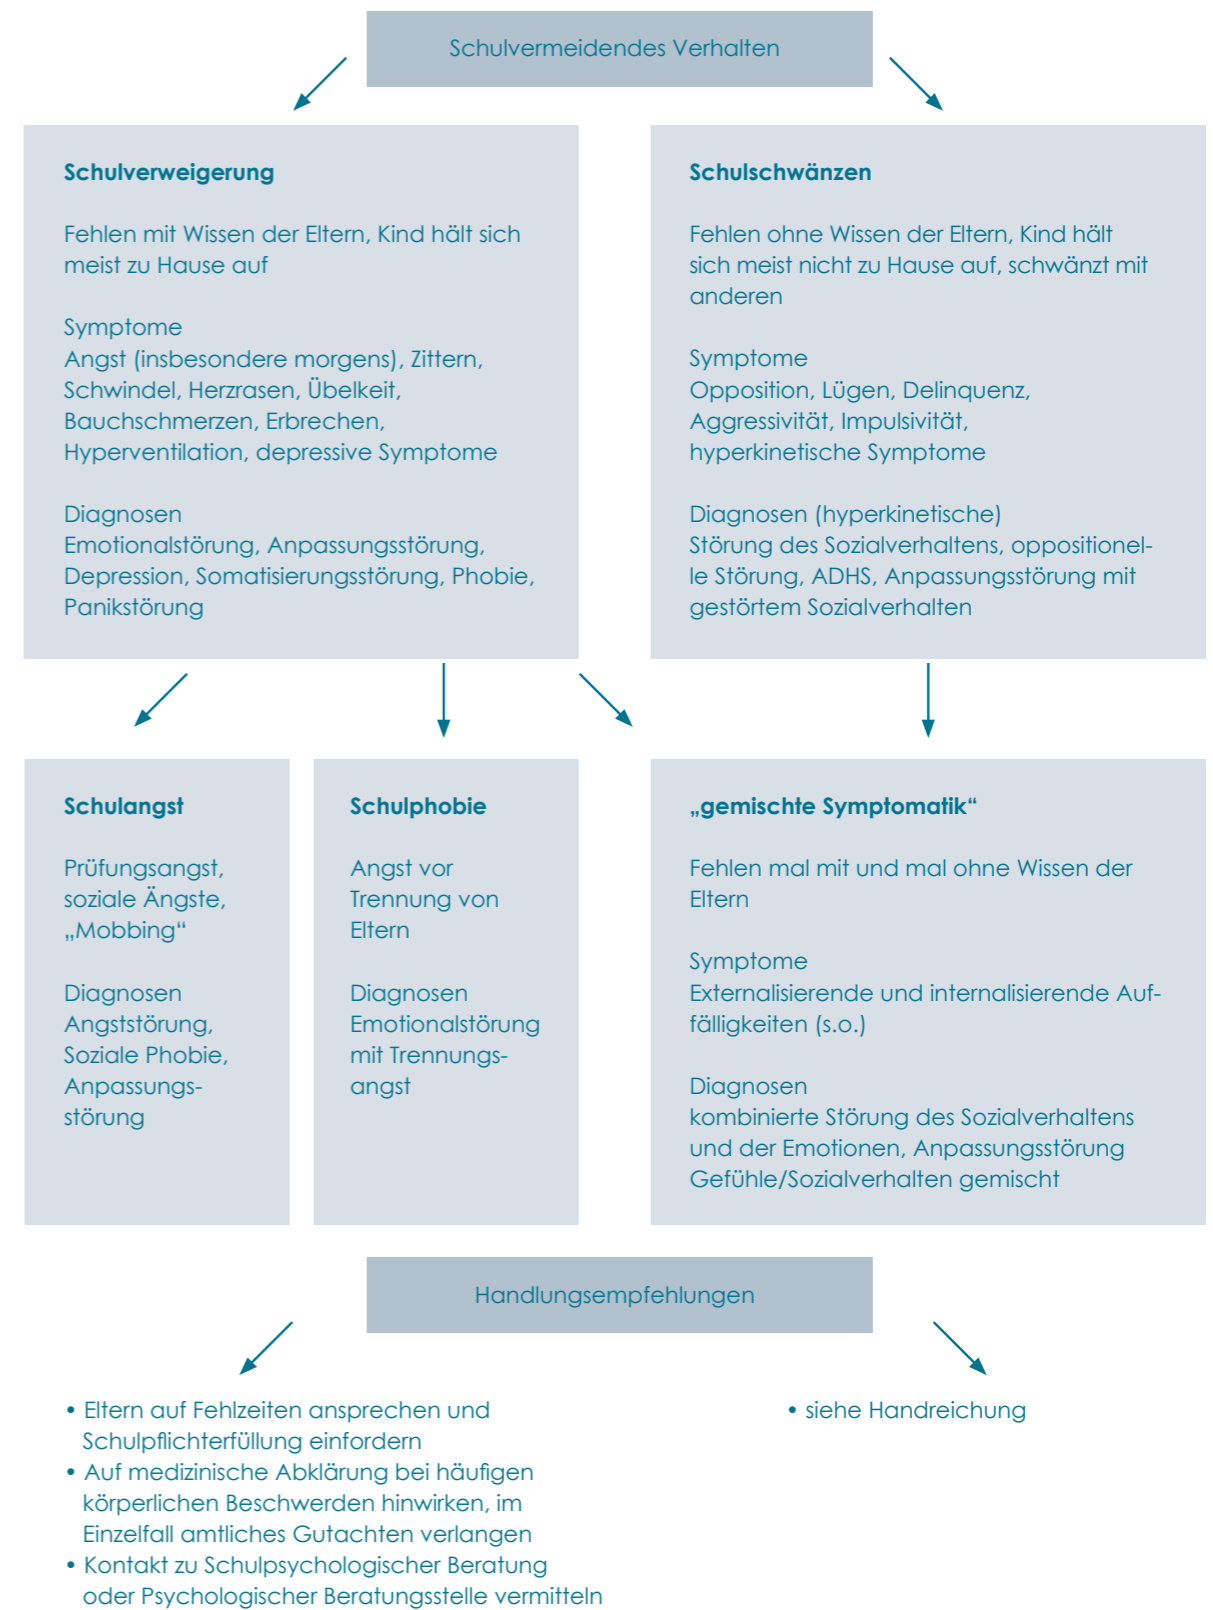 Schulvermeidendes Verhalten
Schulverweigerung
Fehlen mit Wissen der Eltern, Kind hält sich
meist zu Hause auf
Symptome
Angst (insbesondere morgens), Zittern,
Schwindel, Herzrasen, Übelkeit,
Bauchschmerzen, Erbrechen,
Hyperventilation, depressive Symptome
Diagnosen
Emotionalstörung, Anpassungsstörung,
Depression, Somatisierungsstörung, Phobie,
Panikstörung
Schulschwänzen
Fehlen ohne Wissen der Eltern, Kind hält
sich meist nicht zu Hause auf, schwänzt mit
anderen
Symptome
Opposition, Lügen, Delinquenz,
Aggressivität, Impulsivität,
hyperkinetische Symptome
Diagnosen (hyperkinetische)
Störung des Sozialverhaltens, oppositionel-
le Störung, ADHS, Anpassungsstörung mit
gestörtem Sozialverhalten
Schulangst
Prüfungsangst,
soziale Ängste,
„Mobbing“
Diagnosen
Angststörung,
Soziale Phobie,
Anpassungs-
störung
Schulphobie
Angst vor
Trennung von
Eltern
Diagnosen
Emotionalstörung
mit Trennungs-
angst
„gemischte Symptomatik“
Fehlen mal mit und mal ohne Wissen der
Eltern
Symptome
Externalisierende und internalisierende Auf-
fälligkeiten (s.o.)
Diagnosen
kombinierte Störung des Sozialverhaltens
und der Emotionen, Anpassungsstörung
Gefühle/Sozialverhalten gemischt
Handlungsempfehlungen
• Eltern auf Fehlzeiten ansprechen und
Schulpflichterfüllung einfordern
• Auf medizinische Abklärung bei häufigen
körperlichen Beschwerden hinwirken, im
Einzelfall amtliches Gutachten verlangen
• Kontakt zu Schulpsychologischer Beratung
oder Psychologischer Beratungsstelle vermitteln
• siehe Handreichung